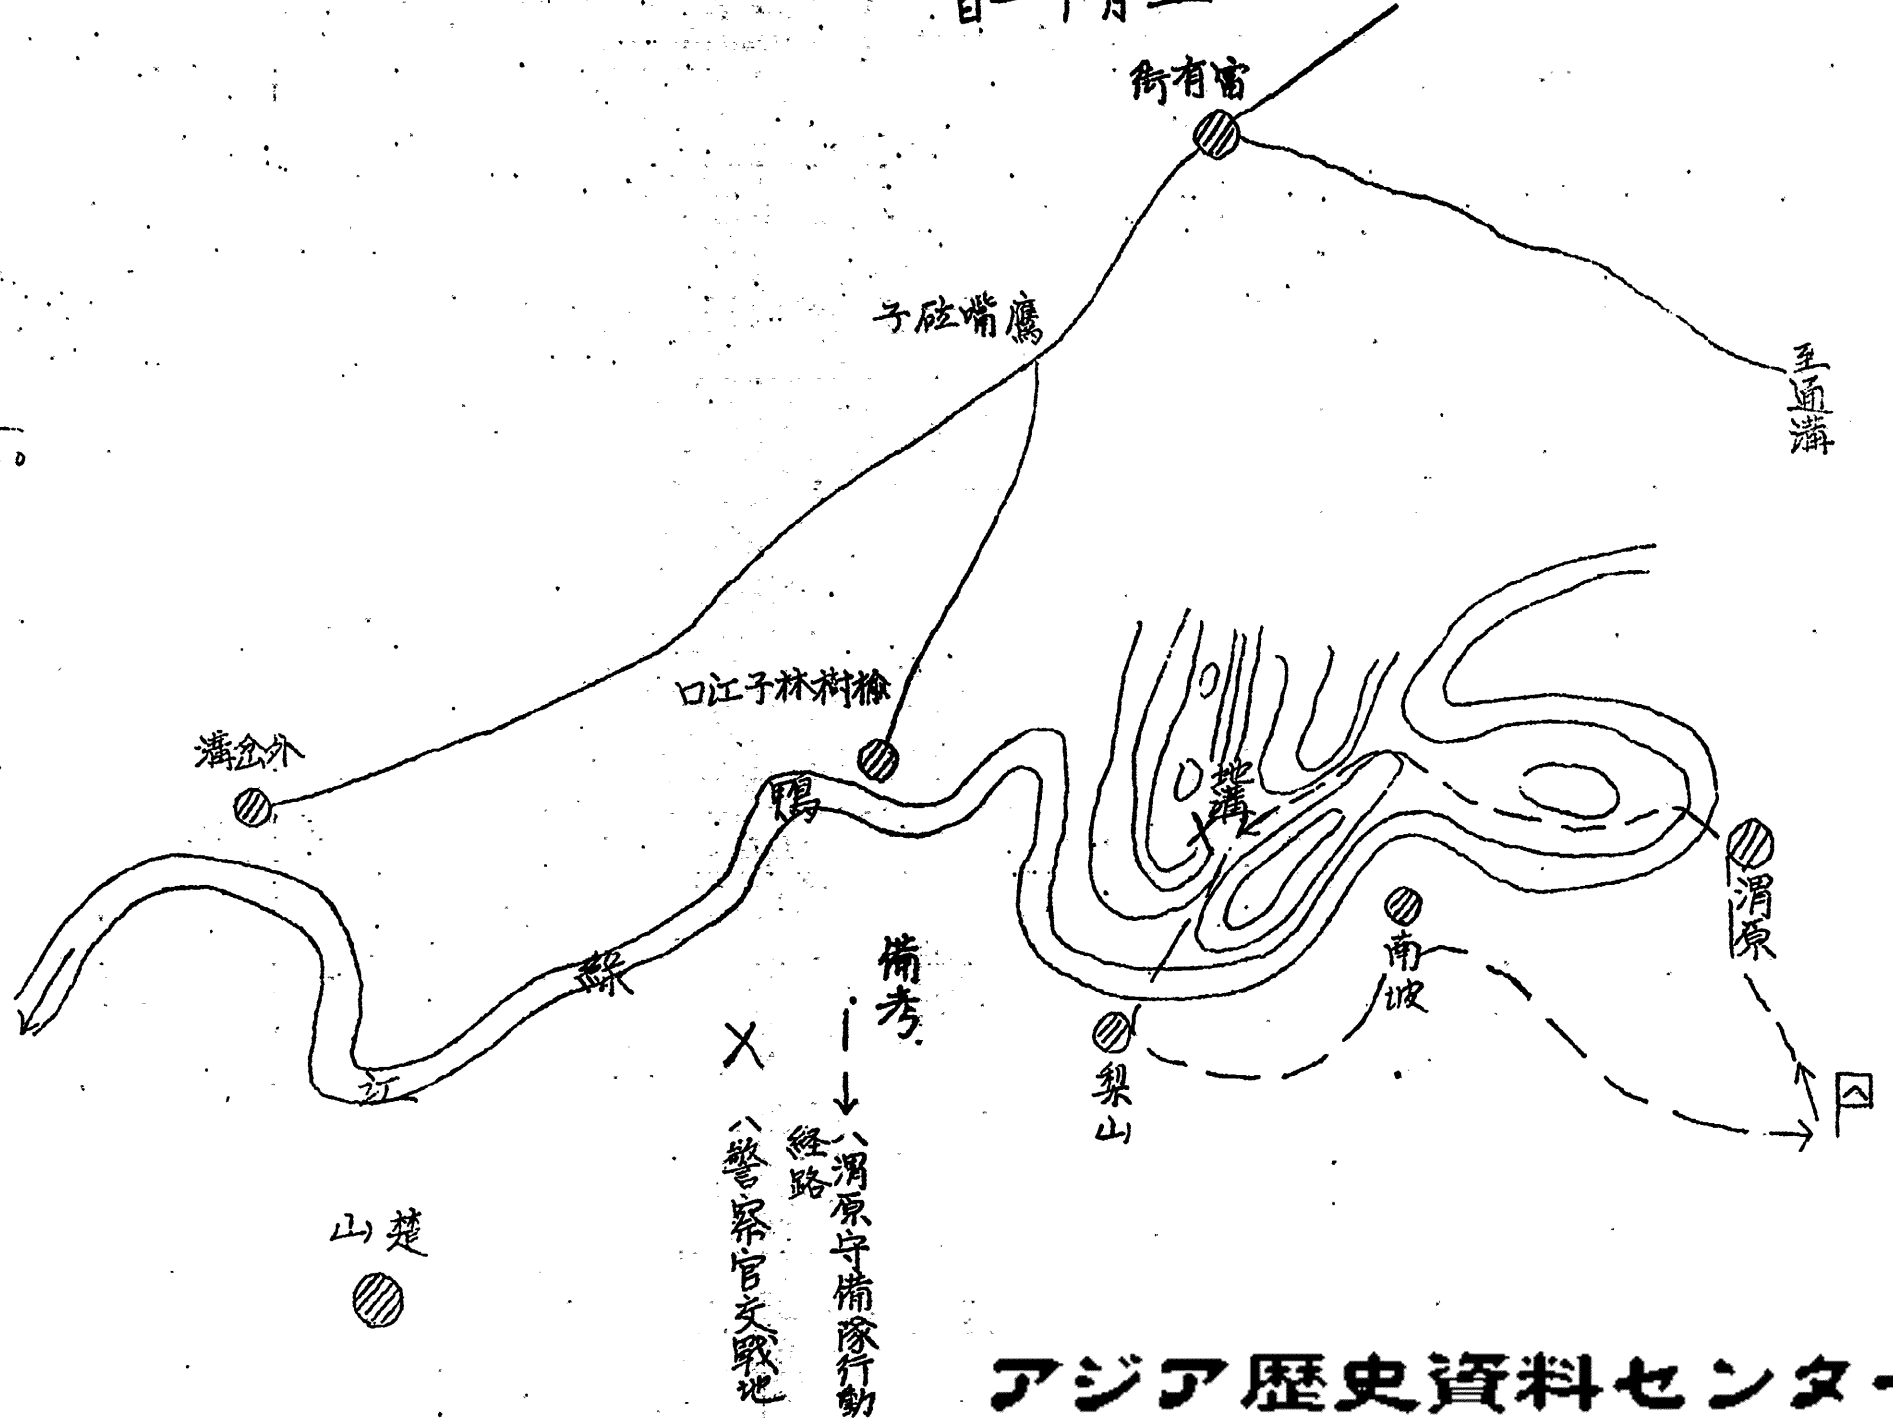 二月十一日
富有街
鷹嘴砬子
至通溝
楡樹林子江口
外岔溝
地溝
鴨
緑
江
渭原
南坡
梨山
楚山
備考
ハ渭原守備隊行動
経路
ハ警察官交戦地
アジア歴史資料センター